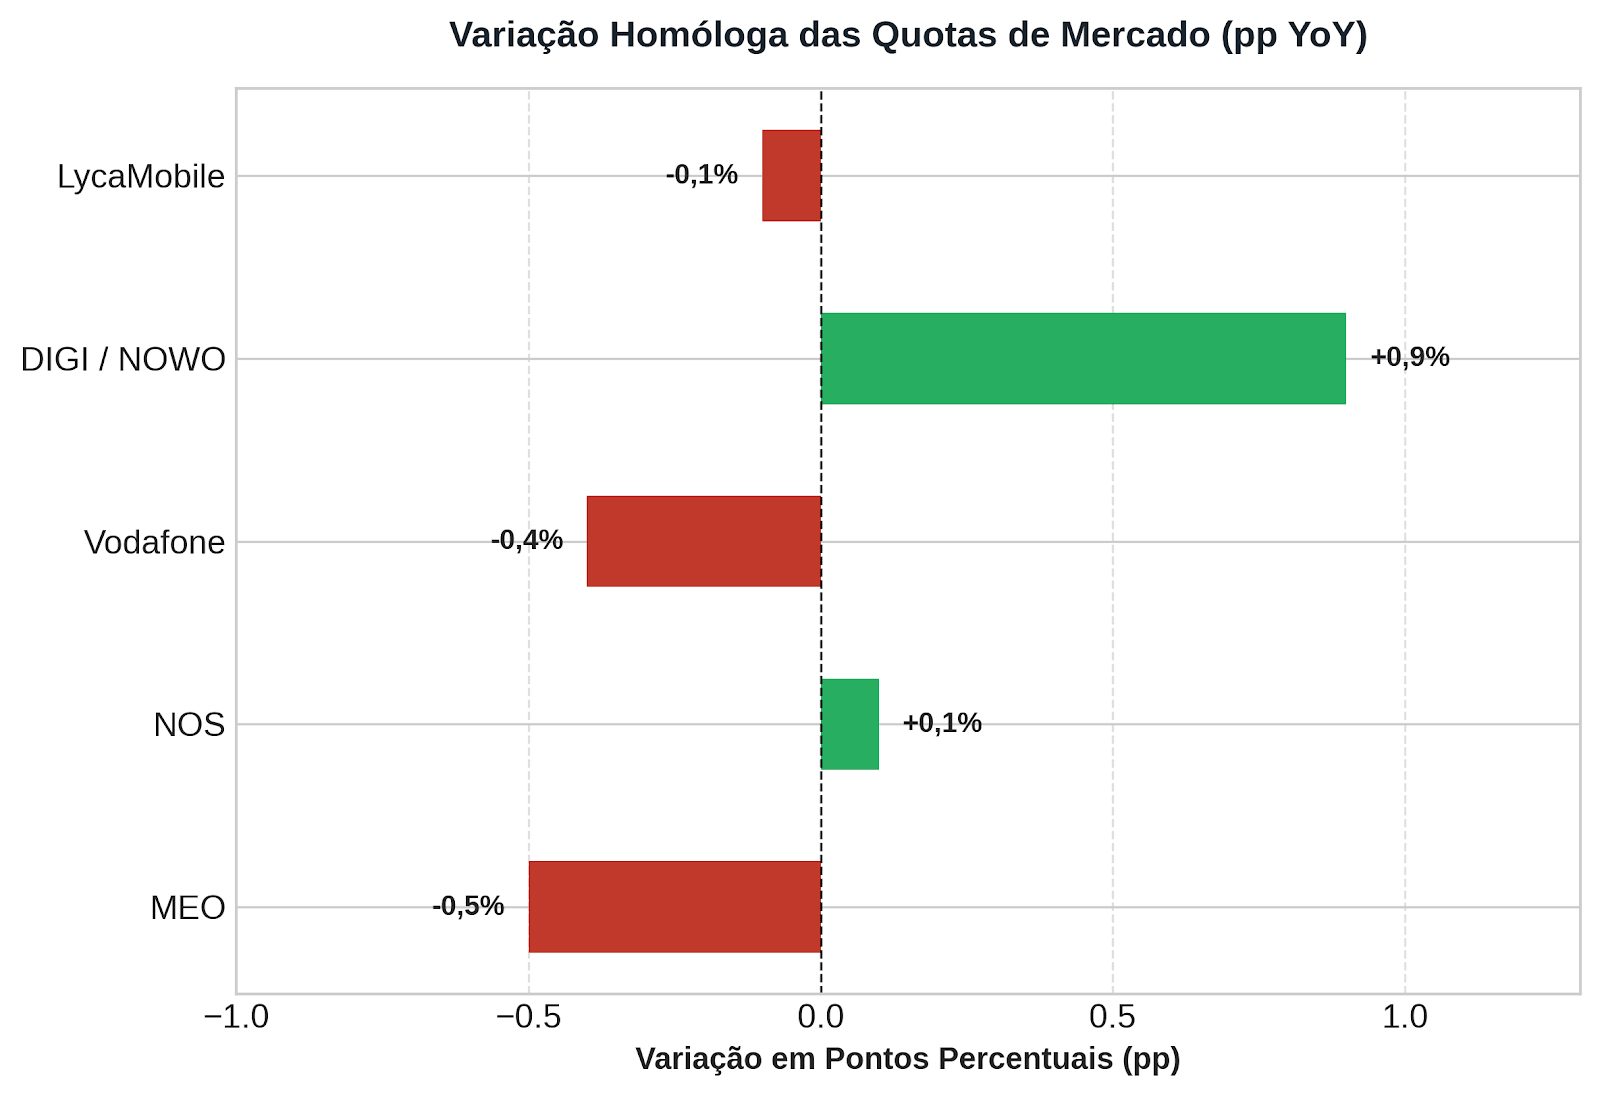 Variação Homóloga das Quotas de Mercado (pp YoY)
LycaMobile
-0,1%
DIGI / NOWO
+0,9%
Vodafone
-0,4%
NOS
+0,1%
MEO
-0,5%
−1.0
−0.5
0.0
0.5
1.0
Variação em Pontos Percentuais (pp)